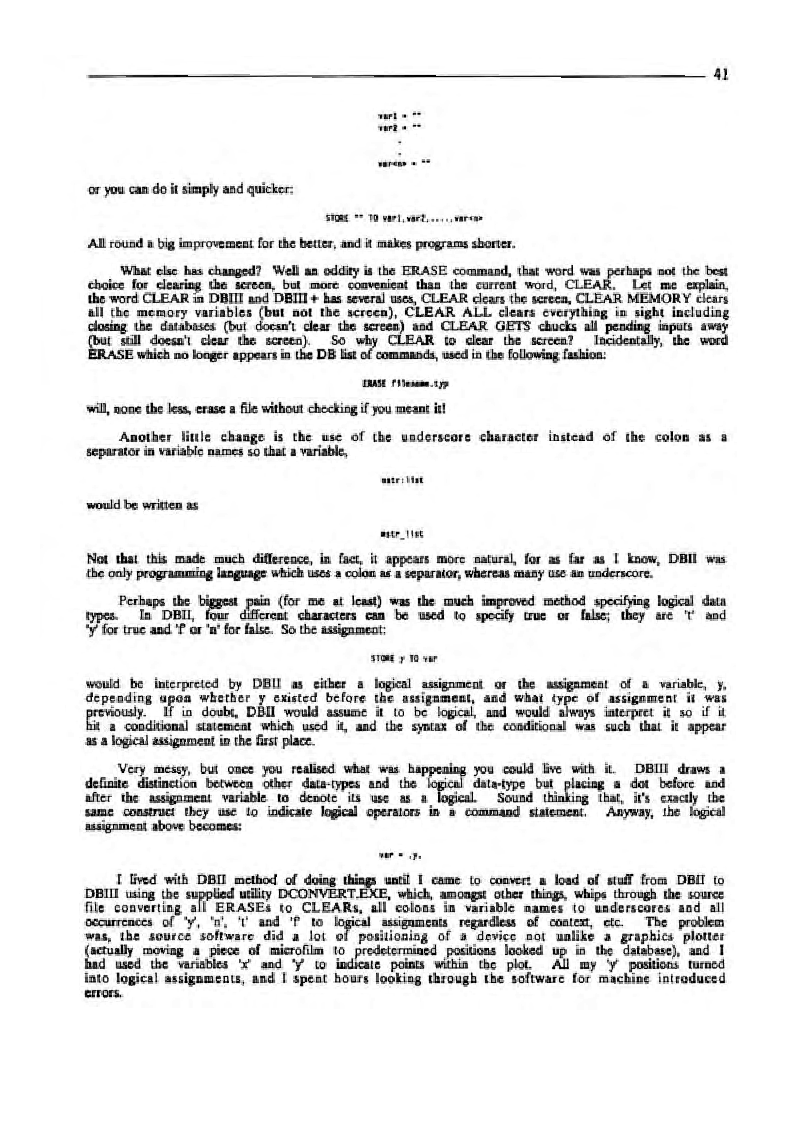 41
var1 = ""
var2 = ""
.
.
var<n> = ""
or you can do it simply and quicker:
STORE "" TO var1,var2,....,var<n>
All round a big improvement for the better, and it makes programs shorter.
What else has changed? Well an oddity is the ERASE command, that word was perhaps not the best
choice for clearing the screen, but more convenient than the current word, CLEAR. Let me explain,
the word CLEAR in DBIII and DBIII+ has several uses, CLEAR clears the screen, CLEAR MEMORY clears
all the memory variables (but not the screen), CLEAR ALL clears everything in sight including
closing the databases (but doesn't clear the screen) and CLEAR GETS chucks all pending inputs away
(but still doesn't clear the screen). So why CLEAR to clear the screen? Incidentally, the word
ERASE which no longer appears in the DB list of commands, used in the following fashion:
ERASE filename.typ
will, none the less, erase a file without checking if you meant it!
Another little change is the use of the underscore character instead of the colon as a
separator in variable names so that a variable,
mstr:list
would be written as
mstr_list
Not that this made much difference, in fact, it appears more natural, for as far as I know, DBII was
the only programming language which uses a colon as a separator, whereas many use an underscore.
Perhaps the biggest pain (for me at least) was the much improved method specifying logical data
types. In DBII, four different characters can be used to specify true or false; they are 't' and
'y' for true and 'f' or 'n' for false. So the assignment:
STORE y TO var
would be interpreted by DBII as either a logical assignment or the assignment of a variable, y,
depending upon whether y existed before the assignment, and what type of assignment it was
previously. If in doubt, DBII would assume it to be logical, and would always interpret it so if it
hit a conditional statement which used it, and the syntax of the conditional was such that it appear
as a logical assignment in the first place.
Very messy, but once you realised what was happening you could live with it. DBIII draws a
definite distinction between other data-types and the logical data-type but placing a dot before and
after the assignment variable to denote its use as a logical. Sound thinking that, it's exactly the
same construct they use to indicate logical operators in a command statement. Anyway, the logical
assignment above becomes:
var = .y.
I lived with DBII method of doing things until I came to convert a load of stuff from DBII to
DBIII using the supplied utility DCONVERT.EXE, which, amongst other things, whips through the source
file converting all ERASEs to CLEARs, all colons in variable names to underscores and all
occurrences of 'y', 'n', 't' and 'f' to logical assignments regardless of context, etc. The problem
was, the source software did a lot of positioning of a device not unlike a graphics plotter
(actually moving a piece of microfilm to predetermined positions looked up in the database), and I
had used the variables 'x' and 'y' to indicate points within the plot. All my 'y' positions turned
into logical assignments, and I spent hours looking through the software for machine introduced
errors.